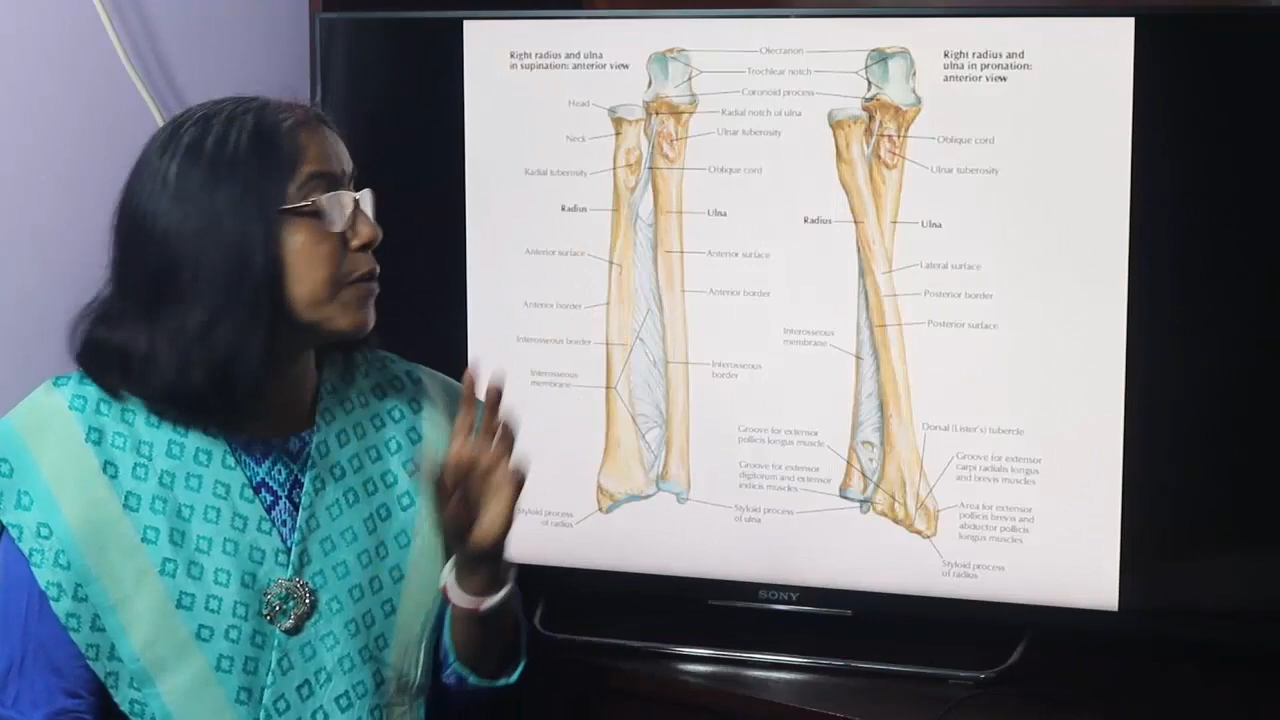 Right radius and ulna
in supination: anterior view
Olecranon
Trochlear notch
Coronoid process
Right radius and
ulna in pronation:
anterior view
Head
Radial notch of ulna
Neck
Ulnar tuberosity
Oblique cord
Radial tuberosity
Oblique cord
Ulnar tuberosity
Radius
Ulna
Radius
Ulna
Anterior surface
Anterior surface
Lateral surface
Anterior border
Anterior border
Posterior border
Posterior surface
Interosseous border
Interosseous
membrane
Interosseous
membrane
Interosseous
border
Groove for extensor
pollicis longus muscle
Dorsal (Lister's) tubercle
Groove for extensor
digitorum and extensor
indicis muscles
Groove for extensor
carpi radialis longus
and brevis muscles
Styloid process
of radius
Styloid process
of ulna
Area for extensor
pollicis brevis and
abductor pollicis
longus muscles
Styloid process
of radius
SONY